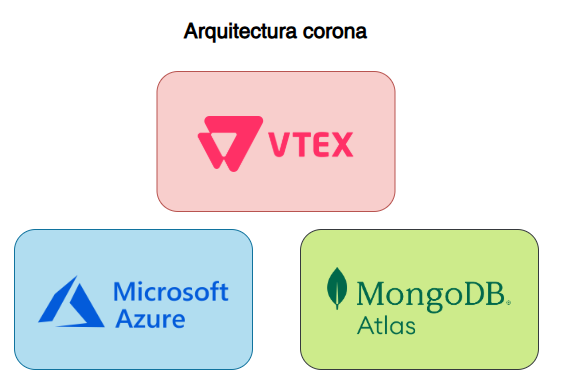 Arquitectura corona
VTEX
Microsoft
Azure
MongoDB®
Atlas